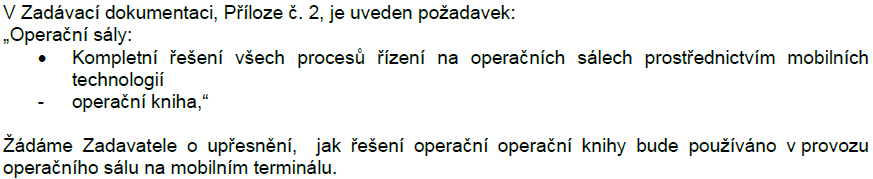 V Zadávací dokumentaci, Příloze č. 2, je uveden požadavek:
„Operační sály:
• Kompletní řešení všech procesů řízení na operačních sálech prostřednictvím mobilních
technologií
- operační kniha,“
Žádáme Zadavatele o upřesnění, jak řešení operační operační knihy bude používáno v provozu
operačního sálu na mobilním terminálu.